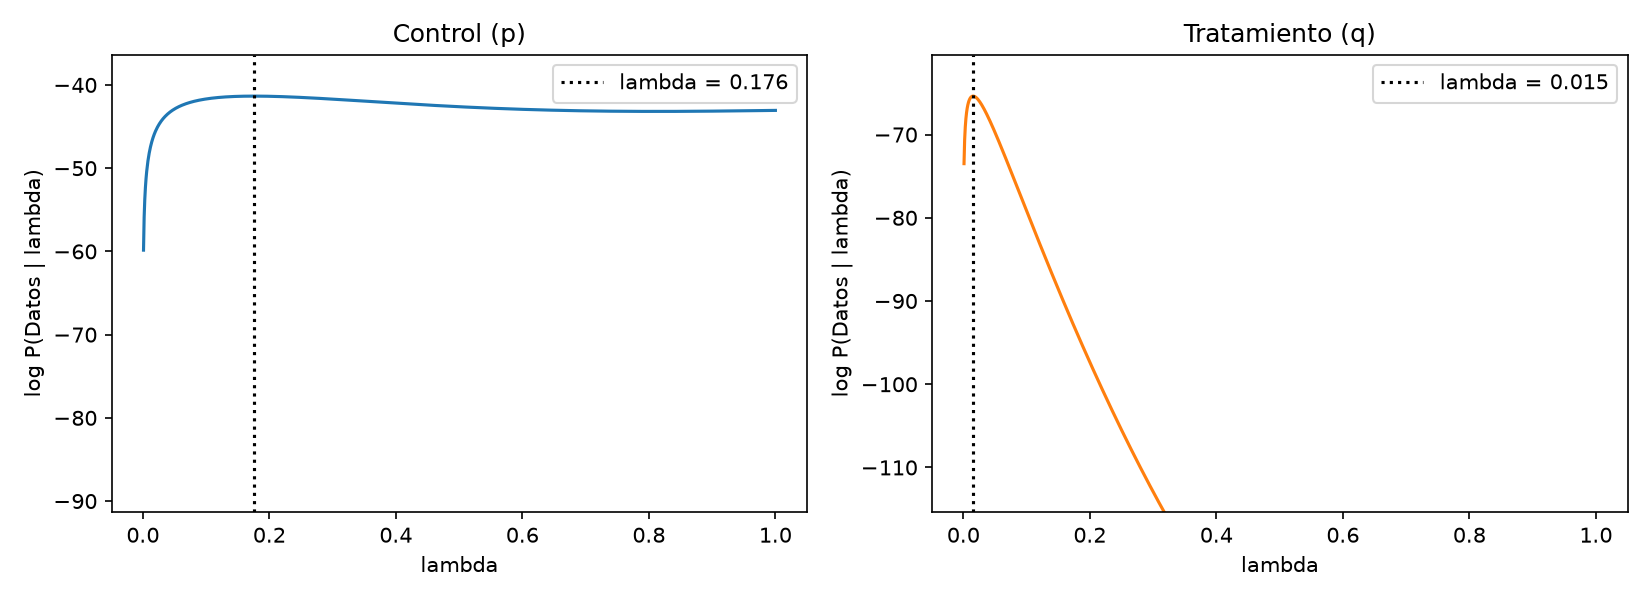 Control (p)
lambda = 0.176
−40
−50
−60
−70
−80
−90
log P(Datos | lambda)
0.0 0.2 0.4 0.6 0.8 1.0
lambda
Tratamiento (q)
lambda = 0.015
−70
−80
−90
−100
−110
log P(Datos | lambda)
0.0 0.2 0.4 0.6 0.8 1.0
lambda